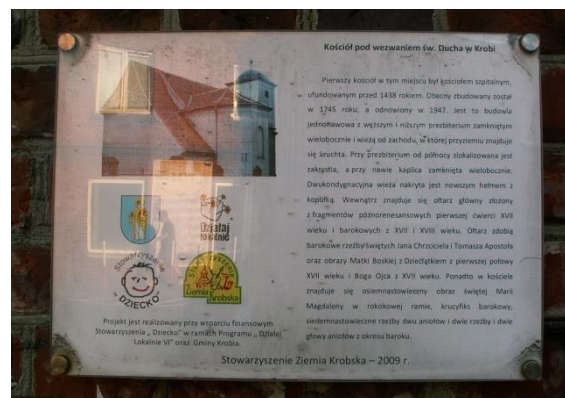 Kościół pod wezwaniem św. Ducha w Krobi
Pierwszy kościół w tym miejscu był kościołem szpitalnym,
ufundowanym przed 1438 rokiem. Obecny zbudowany został
w 1745 roku, a odnowiony w 1947. Jest to budowla
jednonawowa z węższym i niższym prezbiterium zamkniętym
wielobocznie i wieżą od zachodu, w której przyziemiu znajduje
się kruchta. Przy prezbiterium od północy zlokalizowana jest
zakrystia, a przy nawie kaplica zamknięta wielobocznie.
Dwukondygnacyjna wieża nakryta jest nowszym hełmem z
kopułką. Wewnątrz znajduje się ołtarz główny złożony
z fragmentów późnorenesansowych pierwszej ćwierci XVII
wieku i barokowych z XVII i XVIII wieku. Ołtarz zdobią
barokowe rzeźby świętych Jana Chrzciciela i Tomasza Apostoła
oraz obrazy Matki Boskiej z Dzieciątkiem z pierwszej połowy
XVII wieku i Boga Ojca z XVII wieku. Ponadto w kościele
znajduje się osiemnastowieczny obraz świętej Marii
Magdaleny w rokokowej ramie, krucyfiks barokowy,
siedemnastowieczne rzeźby dwu aniołów i dwie rzeźby i dwie
głowy aniołów z okresu baroku.
Działaj
lokalnie
Stowarzyszenie
"DZIECKO"
Stowarzyszenie
Ziemia Krobska
Projekt jest realizowany przy wsparciu finansowym
Stowarzyszenia „ Dziecko" w ramach Programu „ Działaj
Lokalnie VI" oraz Gminy Krobia.
Stowarzyszenie Ziemia Krobska – 2009 r.